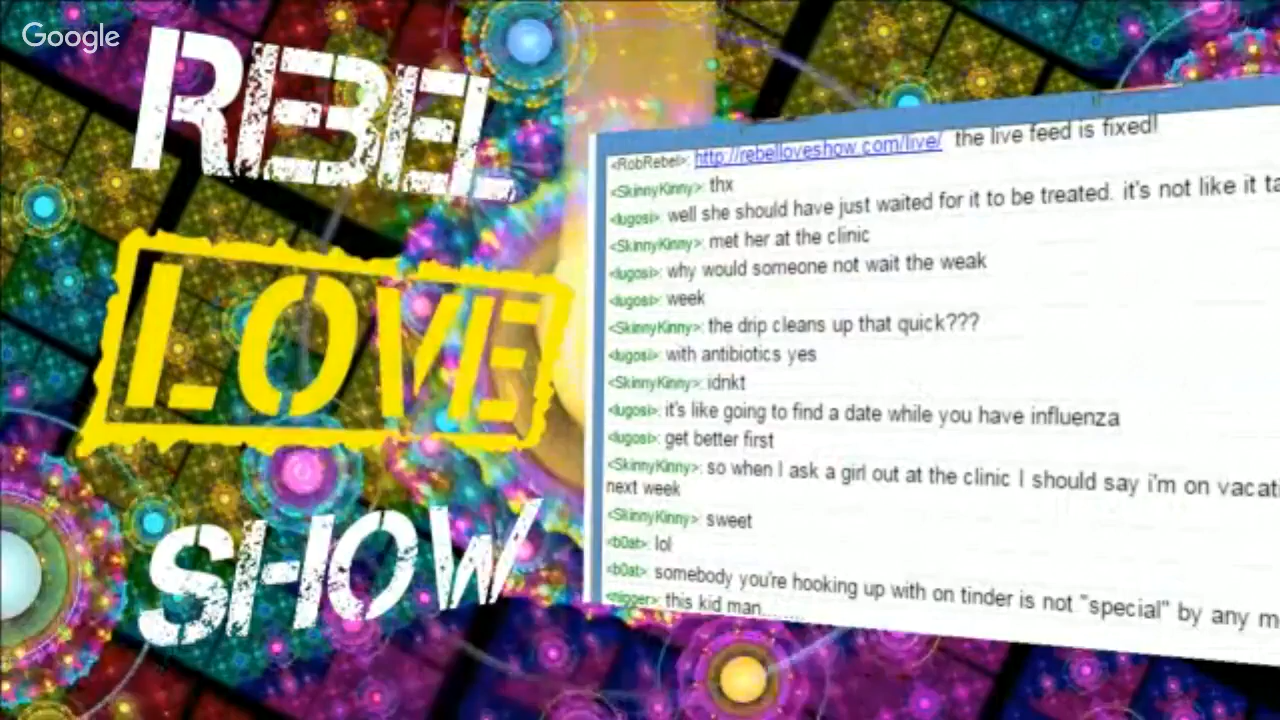 Google
REBEL
LOVE
SHOW
<RobRebel>: http://rebelloveshow.com/live/ the live feed is fixed!
<SkinnyKinny>: thx
<lugosi>: well she should have just waited for it to be treated. it's not like it ta
<SkinnyKinny>: met her at the clinic
<lugosi>: why would someone not wait the weak
<lugosi>: week
<SkinnyKinny>: the drip cleans up that quick???
<lugosi>: with antibiotics yes
<SkinnyKinny>: idnkt
<lugosi>: it's like going to find a date while you have influenza
<lugosi>: get better first
<SkinnyKinny>: so when I ask a girl out at the clinic I should say i'm on vacati
next week
<SkinnyKinny>: sweet
<b0at>: lol
<b0at>: somebody you're hooking up with on tinder is not "special" by any m
<nigger>: this kid man......